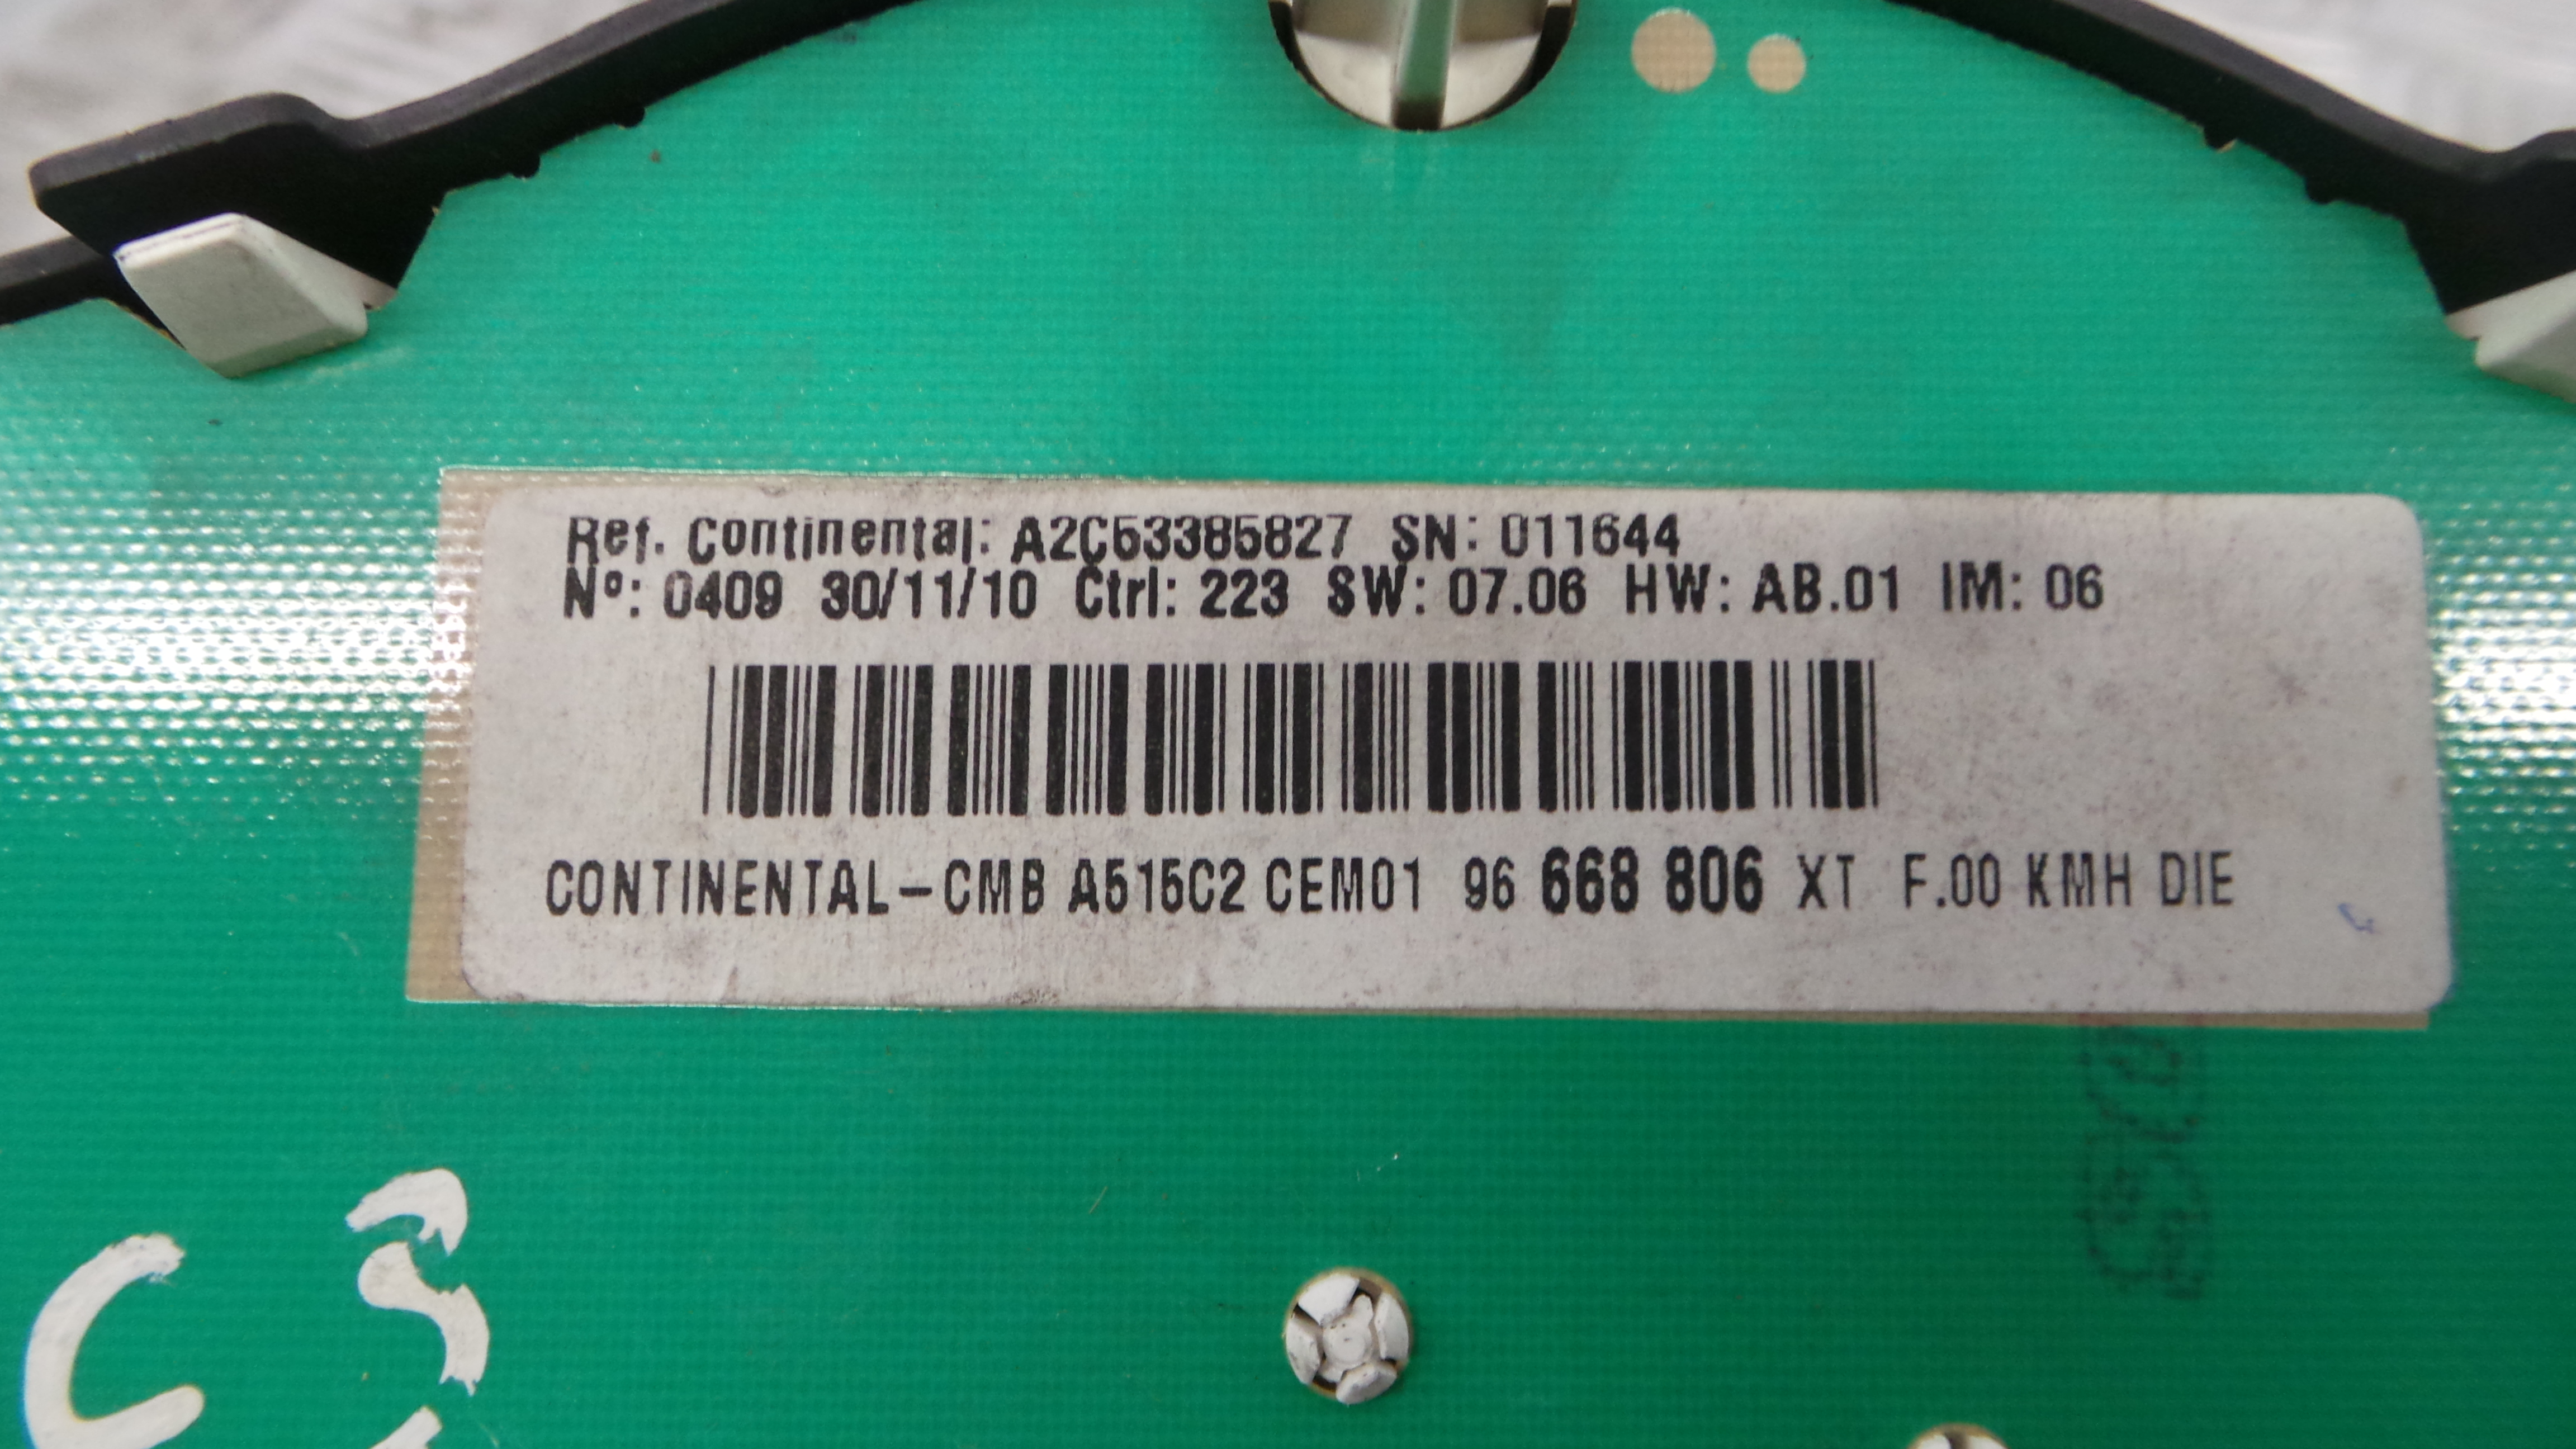 Ref. Continental: A2C53385827 SN: 011644
Nº: 0409 30/11/10 Ctrl: 223 SW: 07.06 HW: AB.01 IM: 06
CONTINENTAL-CMB A515C2 CEM01 96 668 806 XT F.00 KMH DIE